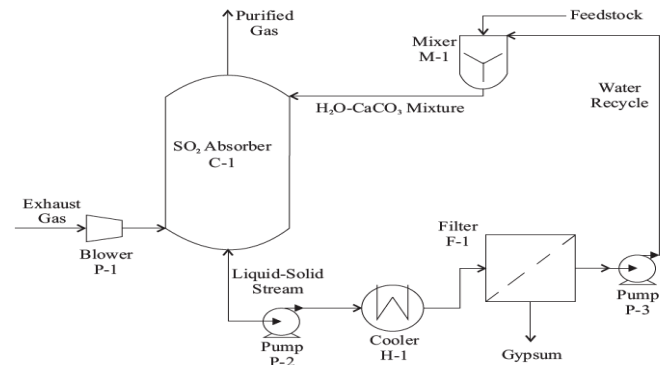 Purified
Gas
Feedstock
Mixer
M-1
Water
Recycle
H₂O-CaCO₃ Mixture
SO₂ Absorber
C-1
Exhaust
Gas
Blower
P-1
Liquid-Solid
Stream
Pump
P-2
Cooler
H-1
Filter
F-1
Gypsum
Pump
P-3